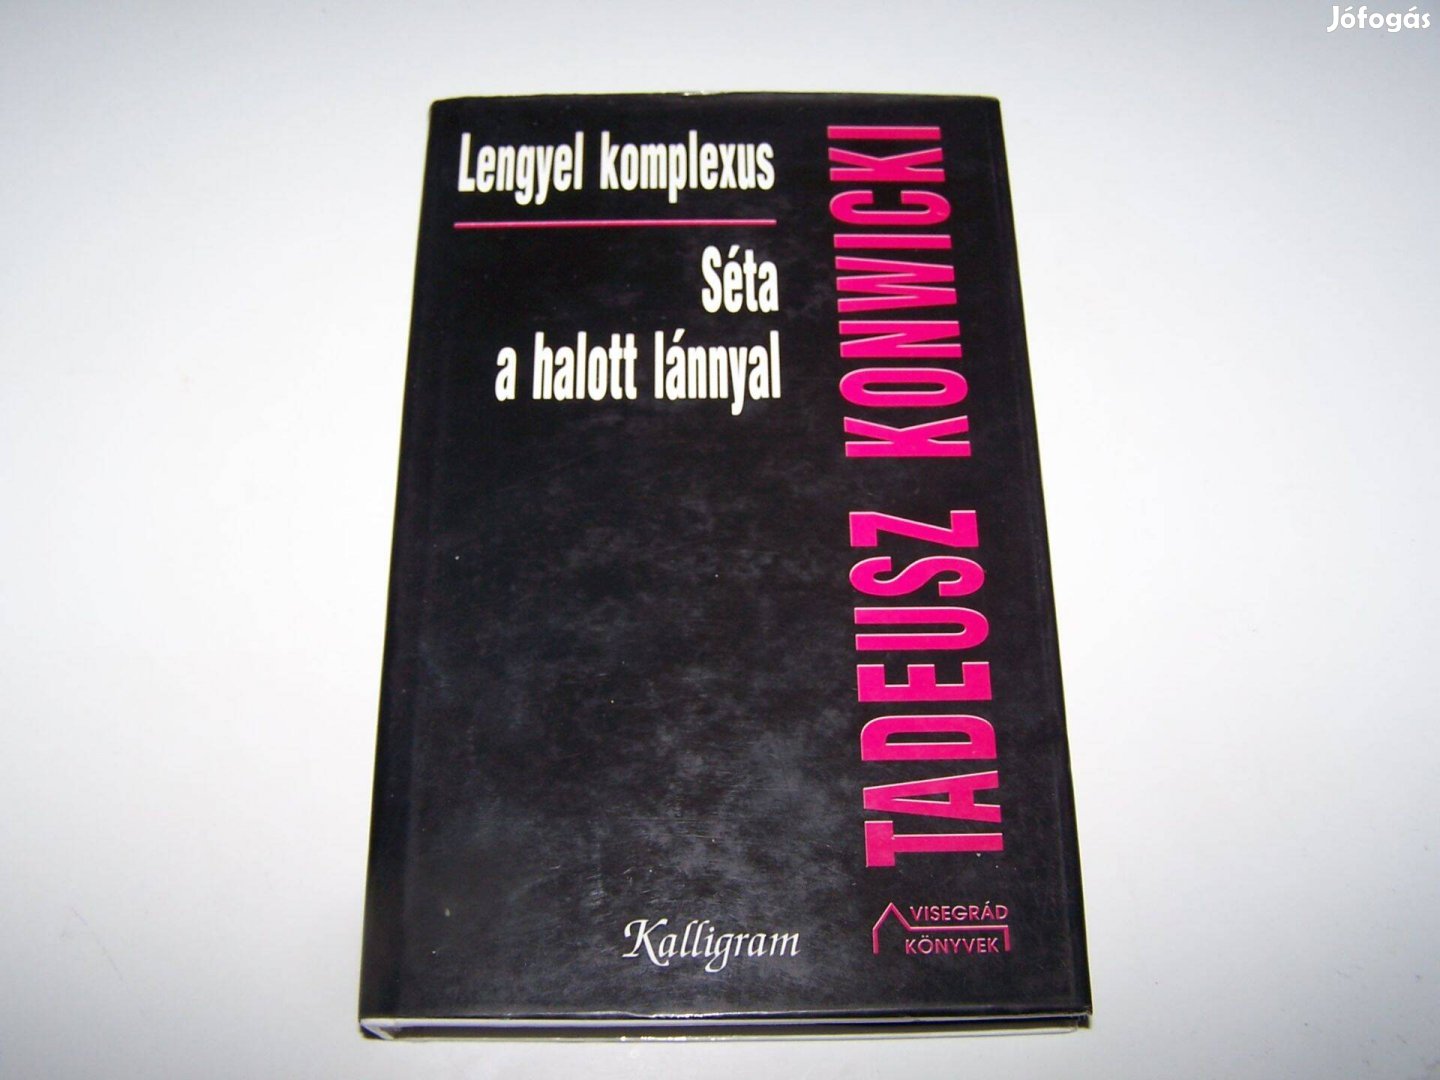 Jófogás
Lengyel komplexus
Séta
a halott lánnyal
TADEUSZ KONWICKI
Kalligram
VISEGRÁD
KÖNYVEK